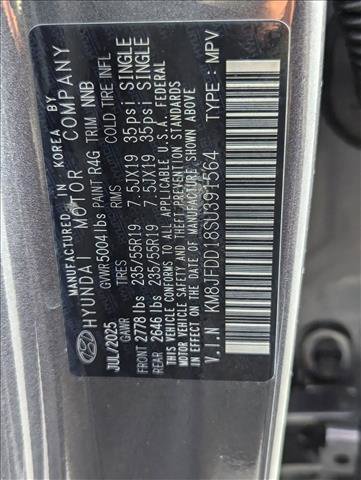 MANUFACTURED IN KOREA BY
HYUNDAI MOTOR COMPANY
JUL/2025 GVWR 5004 lbs PAINT R4G TRIM NNB
GAWR TIRES RIMS COLD TIRE INFL
FRONT 2778 lbs 235/55R19 7.5JX19 35psi SINGLE
REAR 2646 lbs 235/55R19 7.5JX19 35psi SINGLE
THIS VEHICLE CONFORMS TO ALL APPLICABLE U.S.A. FEDERAL
MOTOR VEHICLE SAFETY, BUMPER, AND THEFT PREVENTION
STANDARDS IN EFFECT ON THE DATE OF MANUFACTURE SHOWN ABOVE
V.I.N KM8JFDD18SU391564 TYPE: MPV